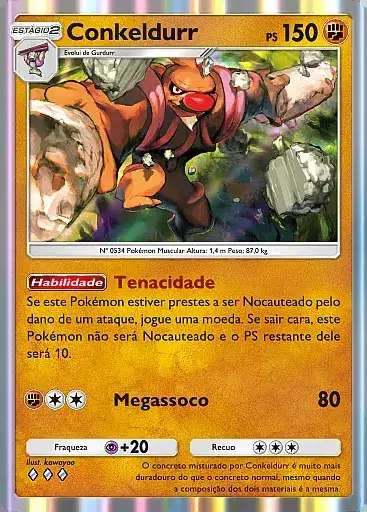 ESTÁGIO 2
Conkeldurr
PS 150
Evolui de Gurdurr
N° 0534 Pokémon Muscular Altura: 1,4 m Peso: 87,0 kg
Habilidade Tenacidade
Se este Pokémon estiver prestes a ser Nocauteado pelo
dano de um ataque, jogue uma moeda. Se sair cara, este
Pokémon não será Nocauteado e o PS restante dele
será 10.
Megassoco 80
Fraqueza +20 Recuo
Ilust. kawayoo
O concreto misturado por Conkeldurr é muito mais
duradouro do que o concreto normal, mesmo quando
a composição dos dois materiais é a mesma.